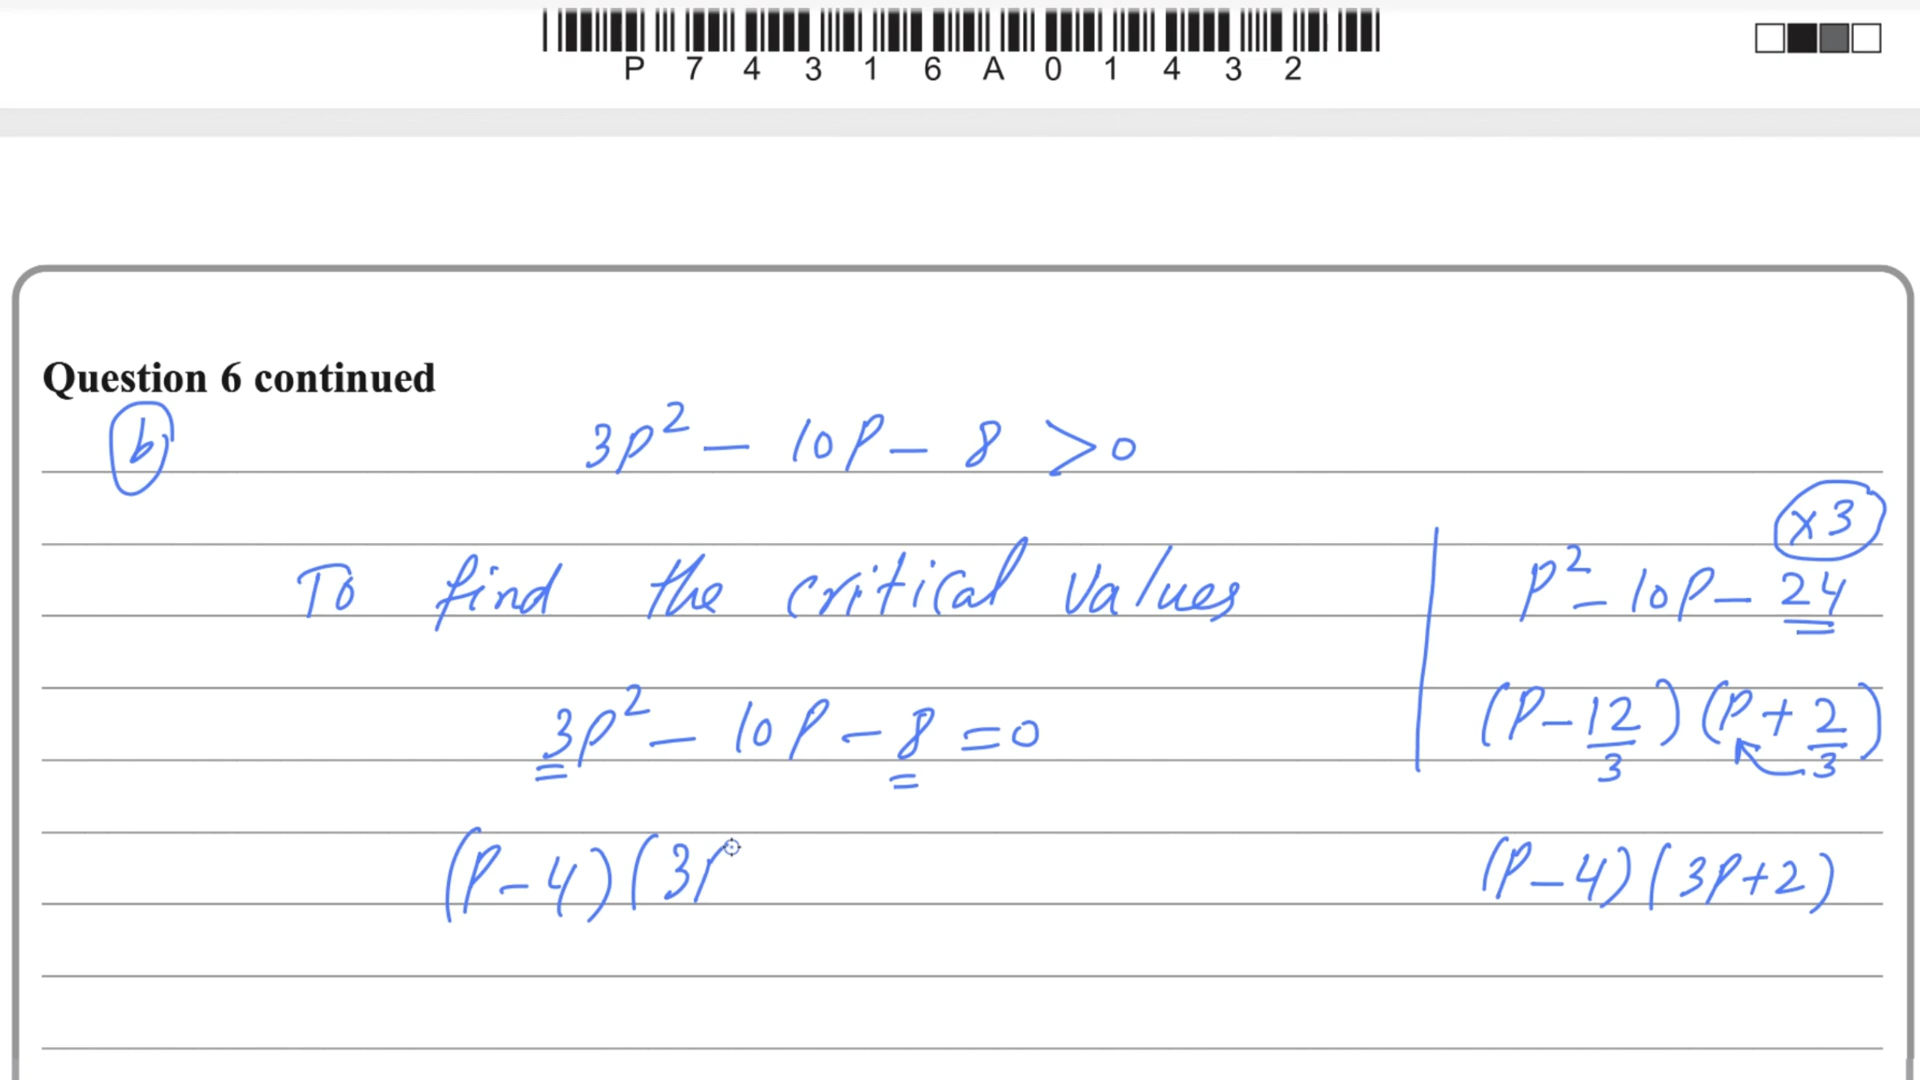 P 7 4 3 1 6 A 0 1 4 3 2
Question 6 continued
(b) 3p² - 10p - 8 > 0
To find the critical values
3p² - 10p - 8 = 0
(p-4)(3p
×3
p² - 10p - 24
(p - 12/3)(p + 2/3)
(p-4)(3p+2)